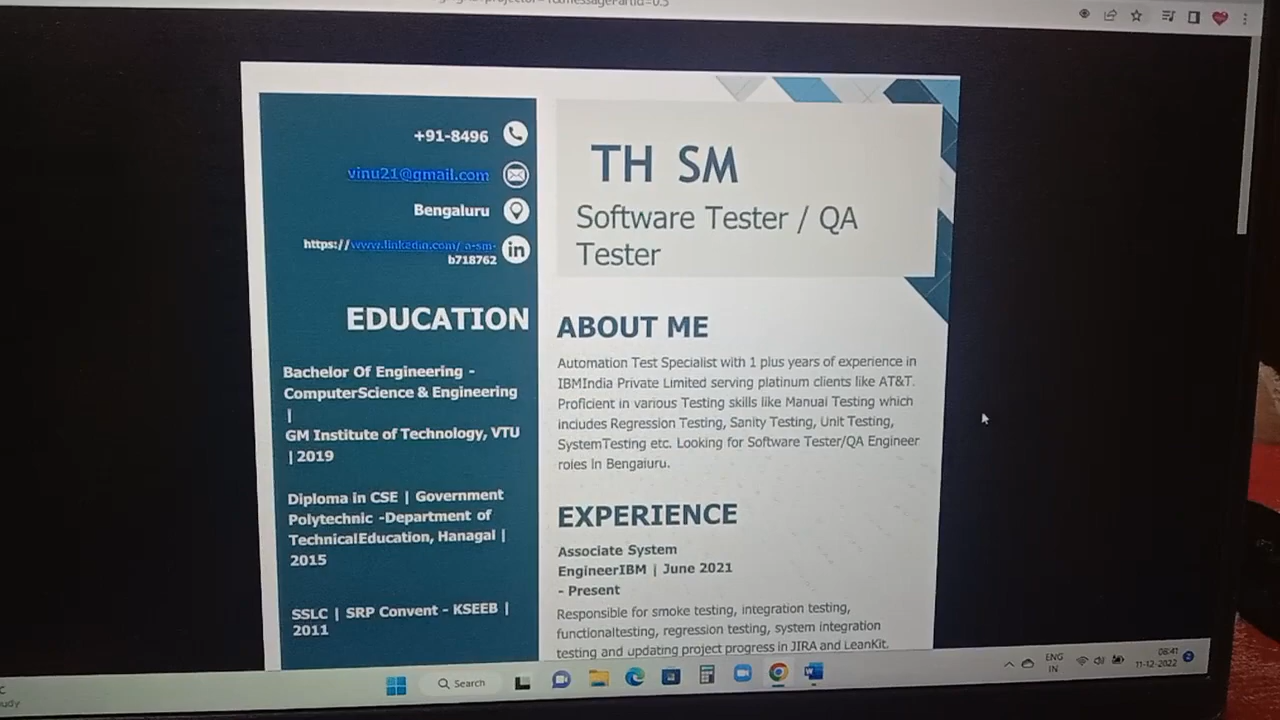 +91-8496
vinu21@gmail.com
Bengaluru
https://www.linkedin.com/ a-sm-
b718762
EDUCATION
Bachelor Of Engineering -
ComputerScience & Engineering
|
GM Institute of Technology, VTU
| 2019
Diploma in CSE | Government
Polytechnic -Department of
TechnicalEducation, Hanagal |
2015
SSLC | SRP Convent - KSEEB |
2011
TH SM
Software Tester / QA
Tester
ABOUT ME
Automation Test Specialist with 1 plus years of experience in
IBMIndia Private Limited serving platinum clients like AT&T.
Proficient in various Testing skills like Manual Testing which
includes Regression Testing, Sanity Testing, Unit Testing,
SystemTesting etc. Looking for Software Tester/QA Engineer
roles in Bengaluru.
EXPERIENCE
Associate System
EngineerIBM | June 2021
- Present
Responsible for smoke testing, integration testing,
functionaltesting, regression testing, system integration
testing and updating project progress in JIRA and LeanKit.
Search
ENG
IN
06:41
11-12-2022